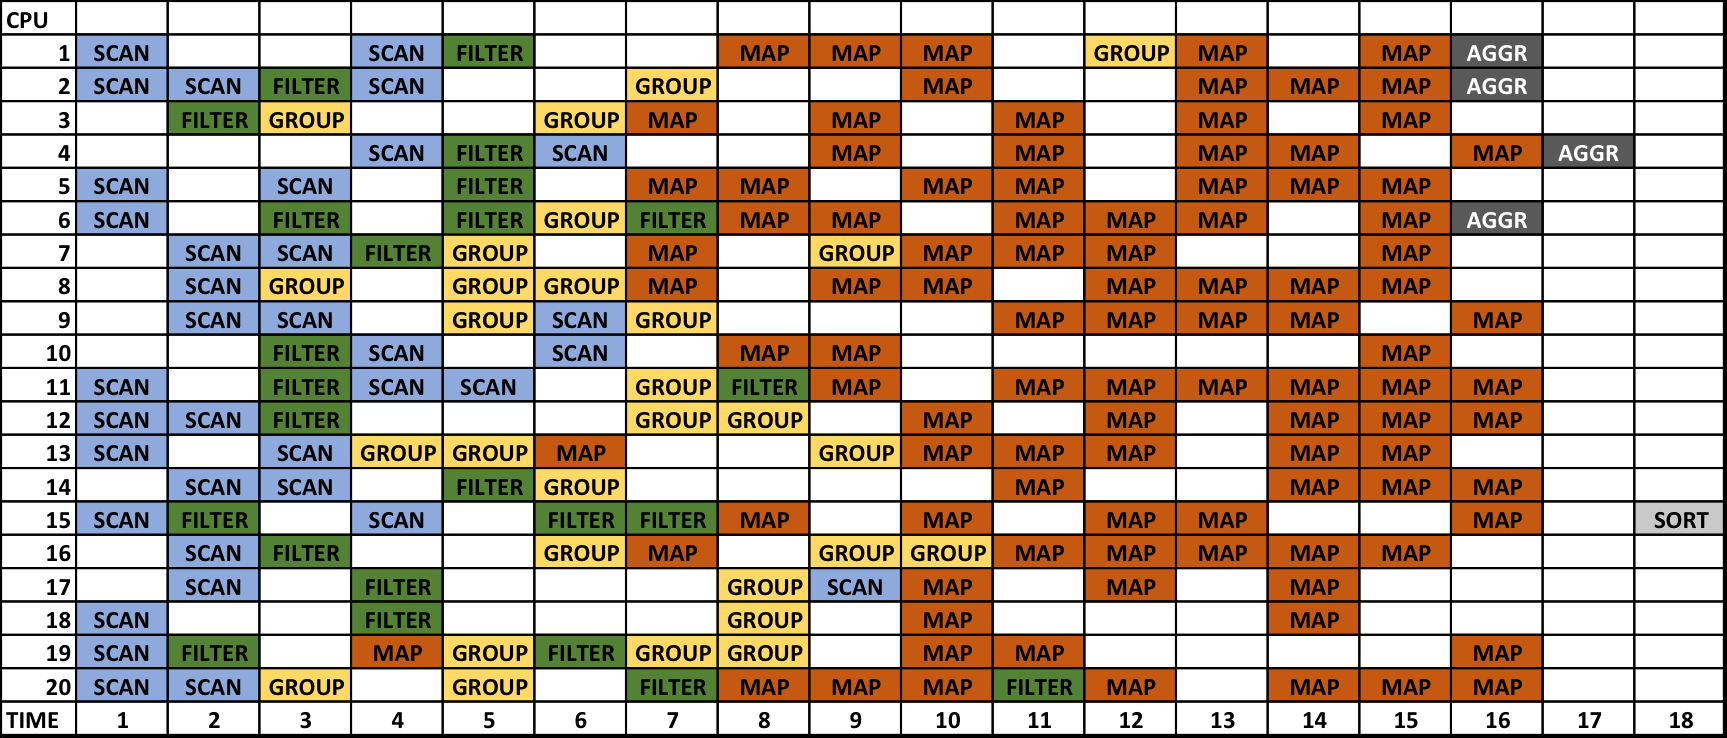 CPU
1 SCAN SCAN FILTER MAP MAP MAP GROUP MAP MAP AGGR
2 SCAN SCAN FILTER SCAN GROUP MAP MAP MAP MAP AGGR
3 FILTER GROUP GROUP MAP MAP MAP MAP MAP
4 SCAN FILTER SCAN MAP MAP MAP MAP MAP AGGR
5 SCAN SCAN FILTER MAP MAP MAP MAP MAP MAP MAP
6 SCAN FILTER FILTER GROUP FILTER MAP MAP MAP MAP MAP MAP AGGR
7 SCAN SCAN FILTER GROUP MAP GROUP MAP MAP MAP MAP
8 SCAN GROUP GROUP GROUP MAP MAP MAP MAP MAP MAP MAP
9 SCAN SCAN GROUP SCAN GROUP MAP MAP MAP MAP MAP
10 FILTER SCAN SCAN MAP MAP MAP
11 SCAN FILTER SCAN SCAN GROUP FILTER MAP MAP MAP MAP MAP MAP MAP
12 SCAN SCAN FILTER GROUP GROUP MAP MAP MAP MAP MAP
13 SCAN SCAN GROUP GROUP MAP GROUP MAP MAP MAP MAP MAP
14 SCAN SCAN FILTER GROUP MAP MAP MAP MAP
15 SCAN FILTER SCAN FILTER FILTER MAP MAP MAP MAP MAP SORT
16 SCAN FILTER GROUP MAP GROUP GROUP MAP MAP MAP MAP MAP
17 SCAN FILTER GROUP SCAN MAP MAP MAP
18 SCAN FILTER GROUP MAP MAP
19 SCAN FILTER MAP GROUP FILTER GROUP GROUP MAP MAP MAP
20 SCAN SCAN GROUP GROUP FILTER MAP MAP MAP FILTER MAP MAP MAP MAP
TIME 1 2 3 4 5 6 7 8 9 10 11 12 13 14 15 16 17 18